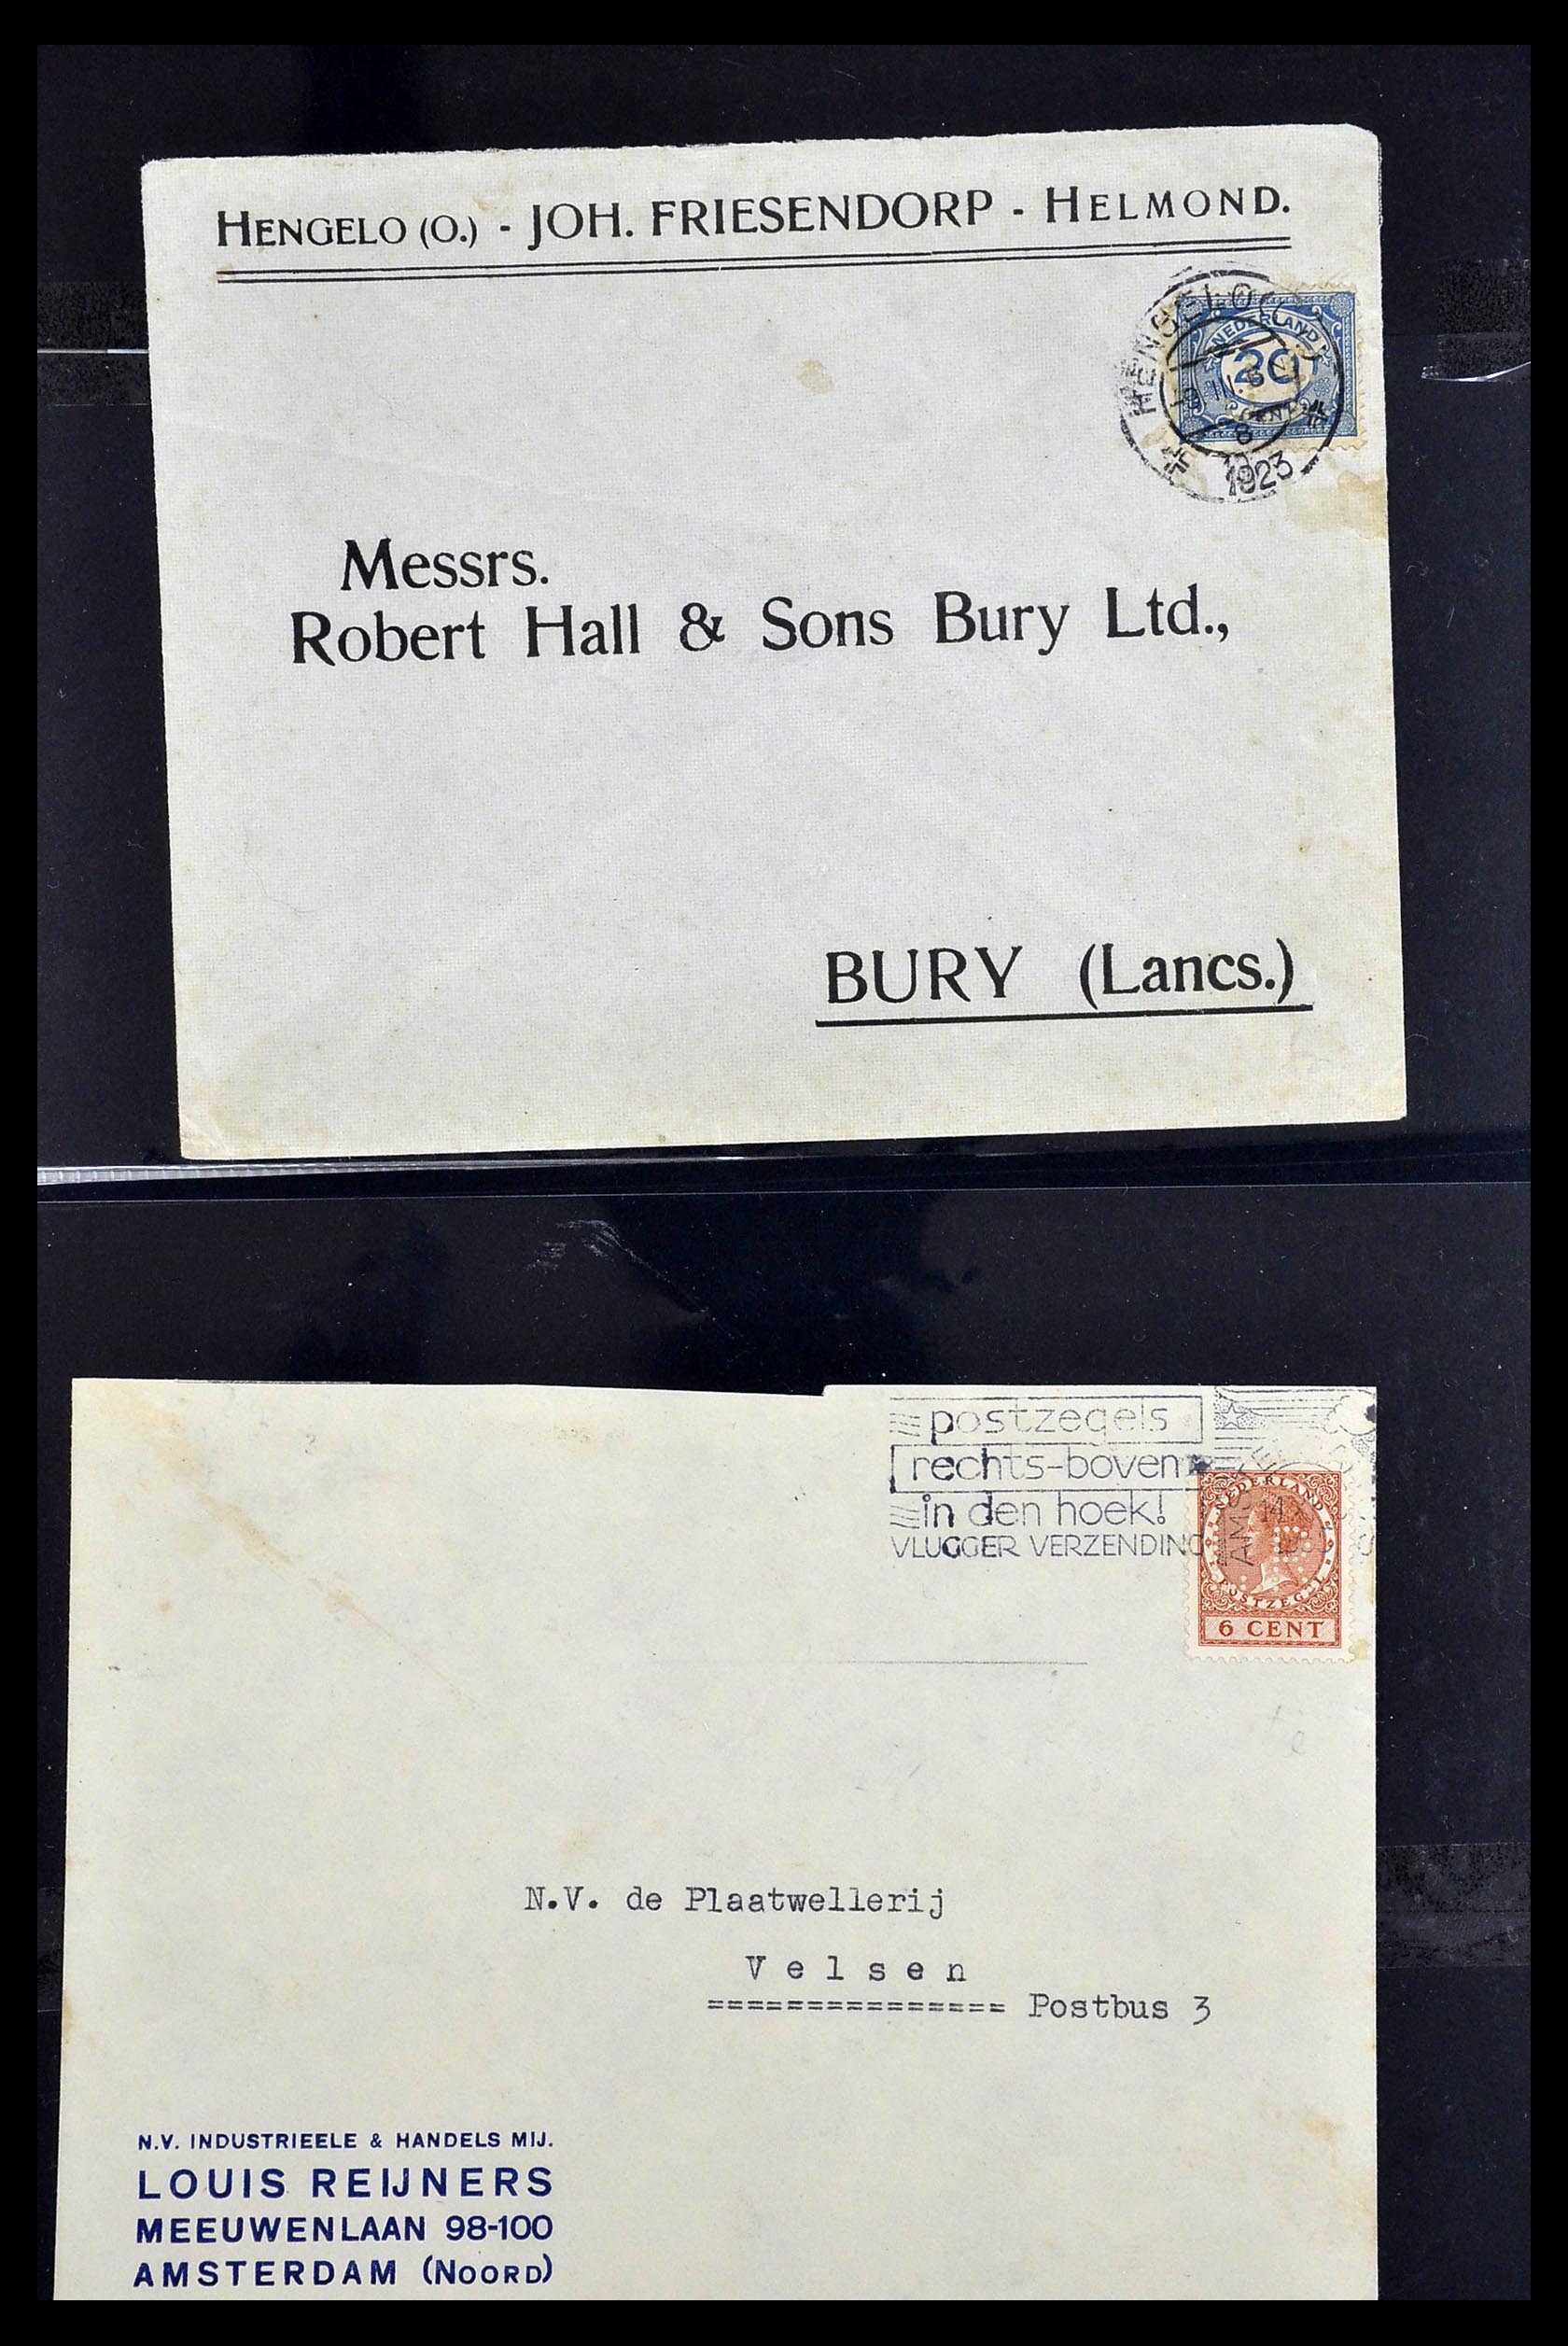 HENGELO (O.) - JOH. FRIESENDORP - HELMOND.
HENGELO
NEDERLAND
20
CENT
8
1923
Messrs.
Robert Hall & Sons Bury Ltd.,
BURY (Lancs.)
postzegels
rechts-boven
in den hoek!
VLUGGER VERZENDING
NEDERLAND
POSTZEGEL
6 CENT
N.V. de Plaatwellerij
Velsen
=============== Postbus 3
N.V. INDUSTRIEELE & HANDELS MIJ.
LOUIS REIJNERS
MEEUWENLAAN 98-100
AMSTERDAM (NOORD)